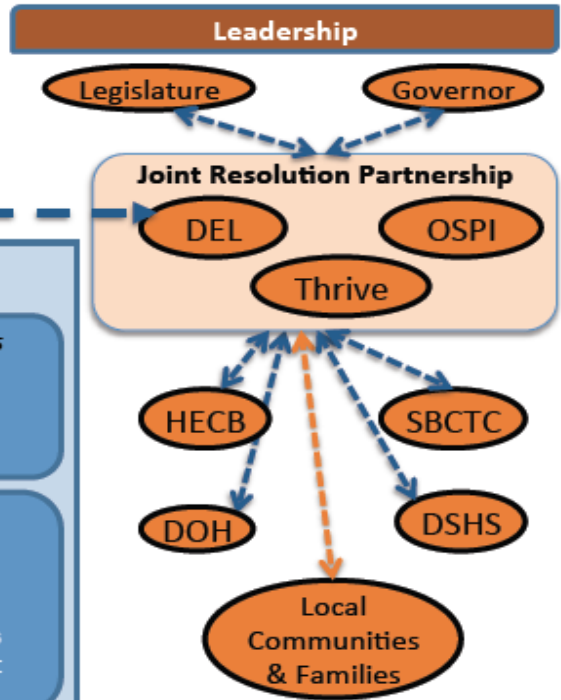 Leadership
Legislature
Governor
Joint Resolution Partnership
DEL
OSPI
Thrive
HECB
SBCTC
DOH
DSHS
Local
Communities
& Families